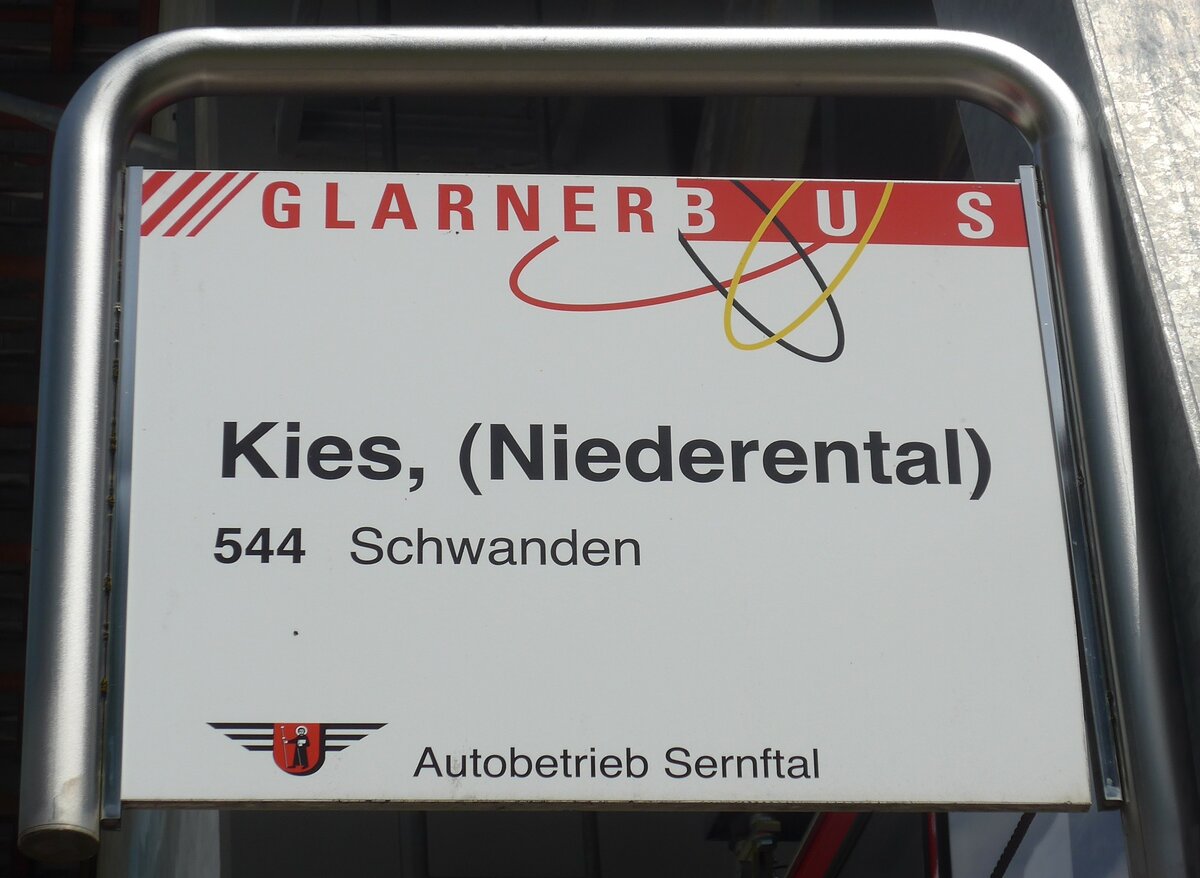 GLARNERBUS
Kies, (Niederental)
544 Schwanden
Autobetrieb Sernftal